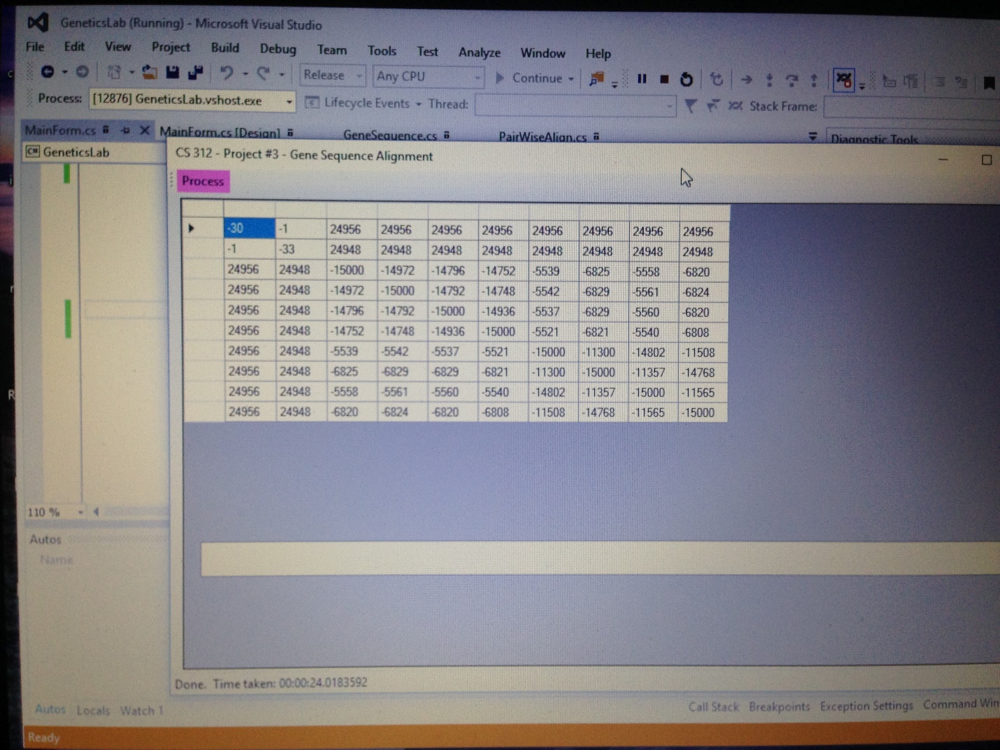 GeneticsLab (Running) - Microsoft Visual Studio
File Edit View Project Build Debug Team Tools Test Analyze Window Help
Release Any CPU Continue
Process: [12876] GeneticsLab.vshost.exe Lifecycle Events Thread: Stack Frame:
MainForm.cs MainForm.cs [Design] GeneSequence.cs PairWiseAlign.cs Diagnostic Tools
GeneticsLab
CS 312 - Project #3 - Gene Sequence Alignment
Process
-30 -1 24956 24956 24956 24956 24956 24956 24956 24956
-1 -33 24948 24948 24948 24948 24948 24948 24948 24948
24956 24948 -15000 -14972 -14796 -14752 -5539 -6825 -5558 -6820
24956 24948 -14972 -15000 -14792 -14748 -5542 -6829 -5561 -6824
24956 24948 -14796 -14792 -15000 -14936 -5537 -6829 -5560 -6820
24956 24948 -14752 -14748 -14936 -15000 -5521 -6821 -5540 -6808
24956 24948 -5539 -5542 -5537 -5521 -15000 -11300 -14802 -11508
24956 24948 -6825 -6829 -6829 -6821 -11300 -15000 -11357 -14768
24956 24948 -5558 -5561 -5560 -5540 -14802 -11357 -15000 -11565
24956 24948 -6820 -6824 -6820 -6808 -11508 -14768 -11565 -15000
110 %
Autos
Name
Done. Time taken: 00:00:24.0183592
Autos Locals Watch 1 Call Stack Breakpoints Exception Settings Command Win
Ready